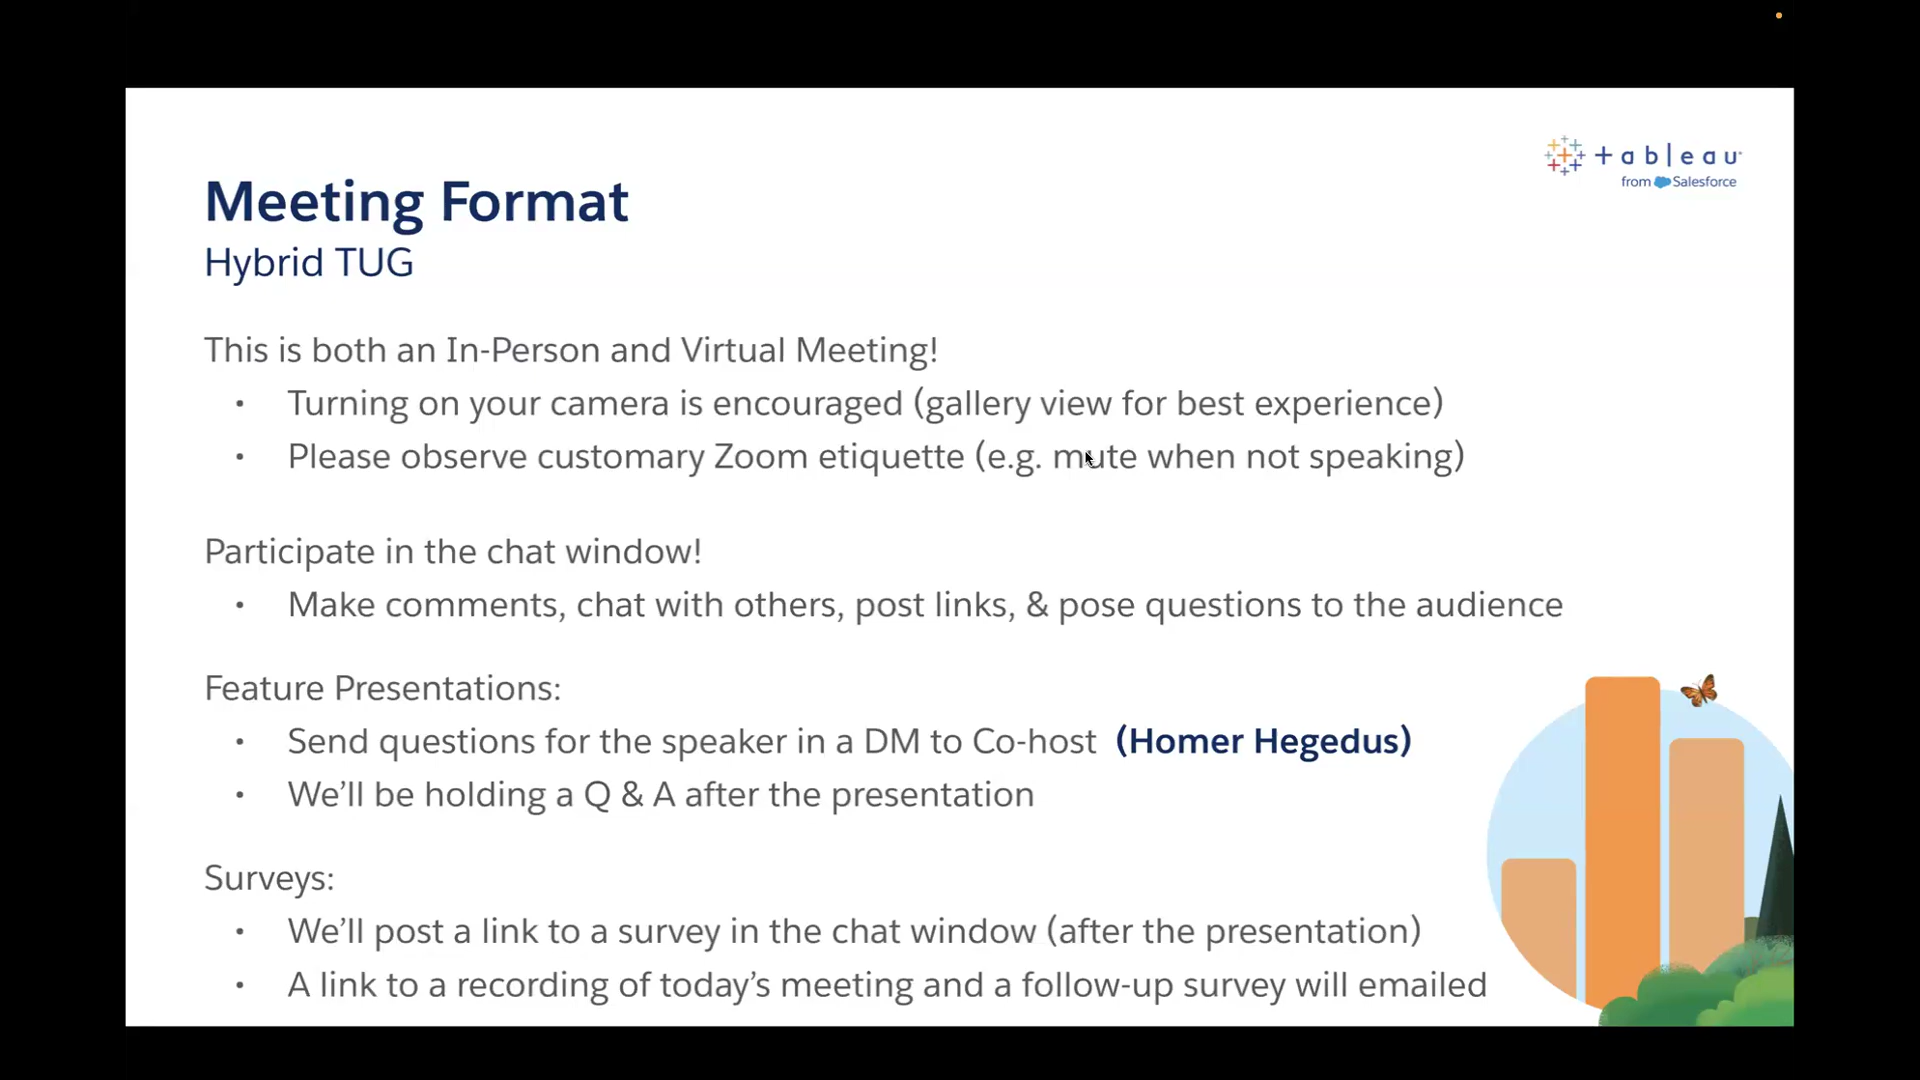 tableau
from Salesforce
Meeting Format
Hybrid TUG
This is both an In-Person and Virtual Meeting!
• Turning on your camera is encouraged (gallery view for best experience)
• Please observe customary Zoom etiquette (e.g. mute when not speaking)
Participate in the chat window!
• Make comments, chat with others, post links, & pose questions to the audience
Feature Presentations:
• Send questions for the speaker in a DM to Co-host (Homer Hegedus)
• We’ll be holding a Q & A after the presentation
Surveys:
• We’ll post a link to a survey in the chat window (after the presentation)
• A link to a recording of today’s meeting and a follow-up survey will emailed